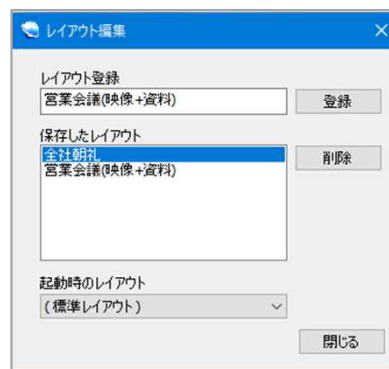 レイアウト編集
レイアウト登録
営業会議(映像+資料)
登録
保存したレイアウト
全社朝礼
営業会議(映像+資料)
削除
起動時のレイアウト
(標準レイアウト)
閉じる